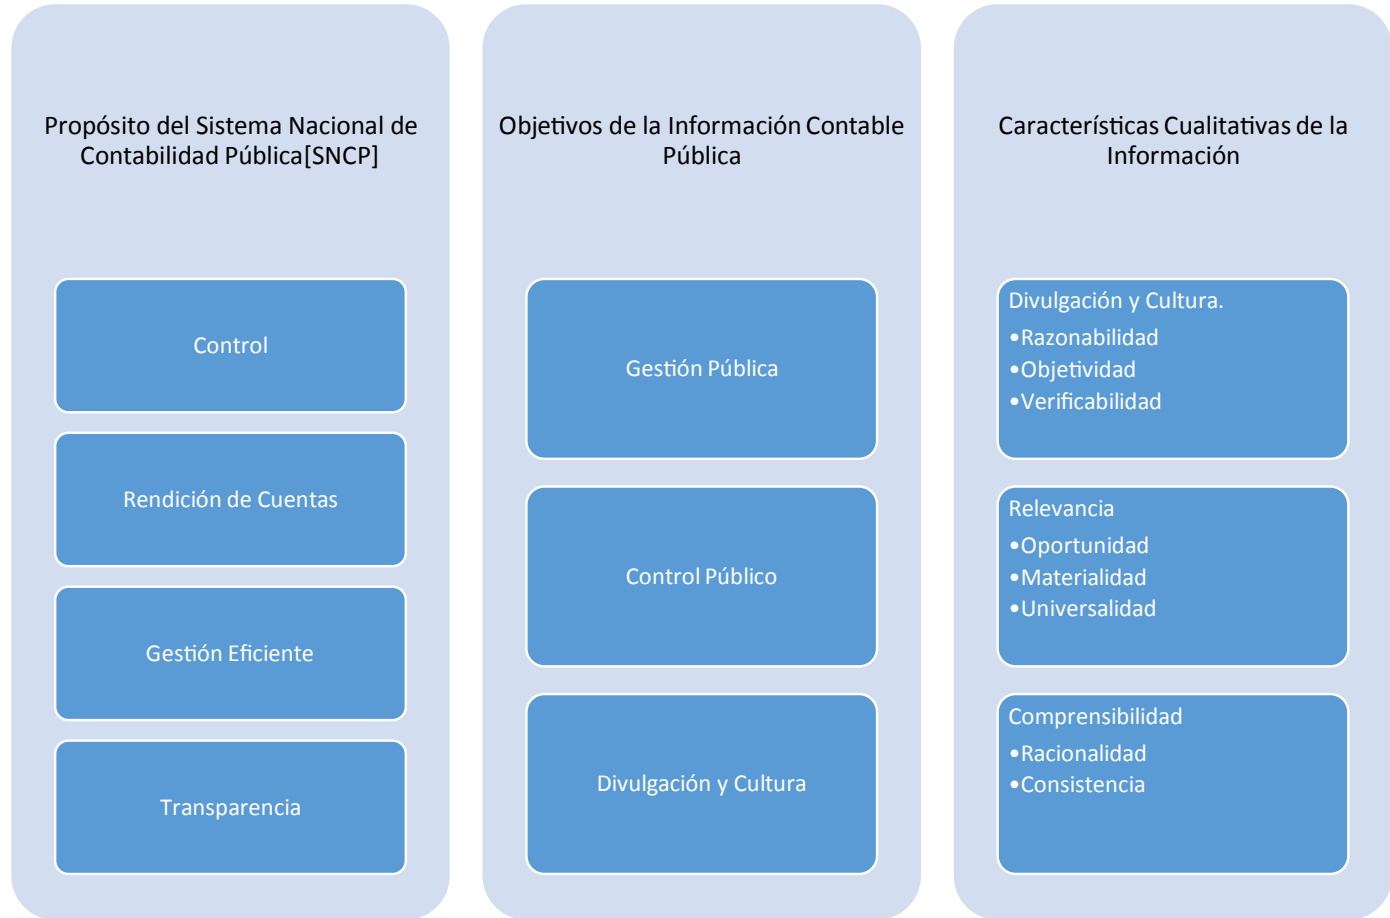 Propósito del Sistema Nacional de
Contabilidad Pública[SNCP]
Control
Rendición de Cuentas
Gestión Eficiente
Transparencia
Objetivos de la Información Contable
Pública
Gestión Pública
Control Público
Divulgación y Cultura
Características Cualitativas de la
Información
Divulgación y Cultura.
•Razonabilidad
•Objetividad
•Verificabilidad
Relevancia
•Oportunidad
•Materialidad
•Universalidad
Comprensibilidad
•Racionalidad
•Consistencia